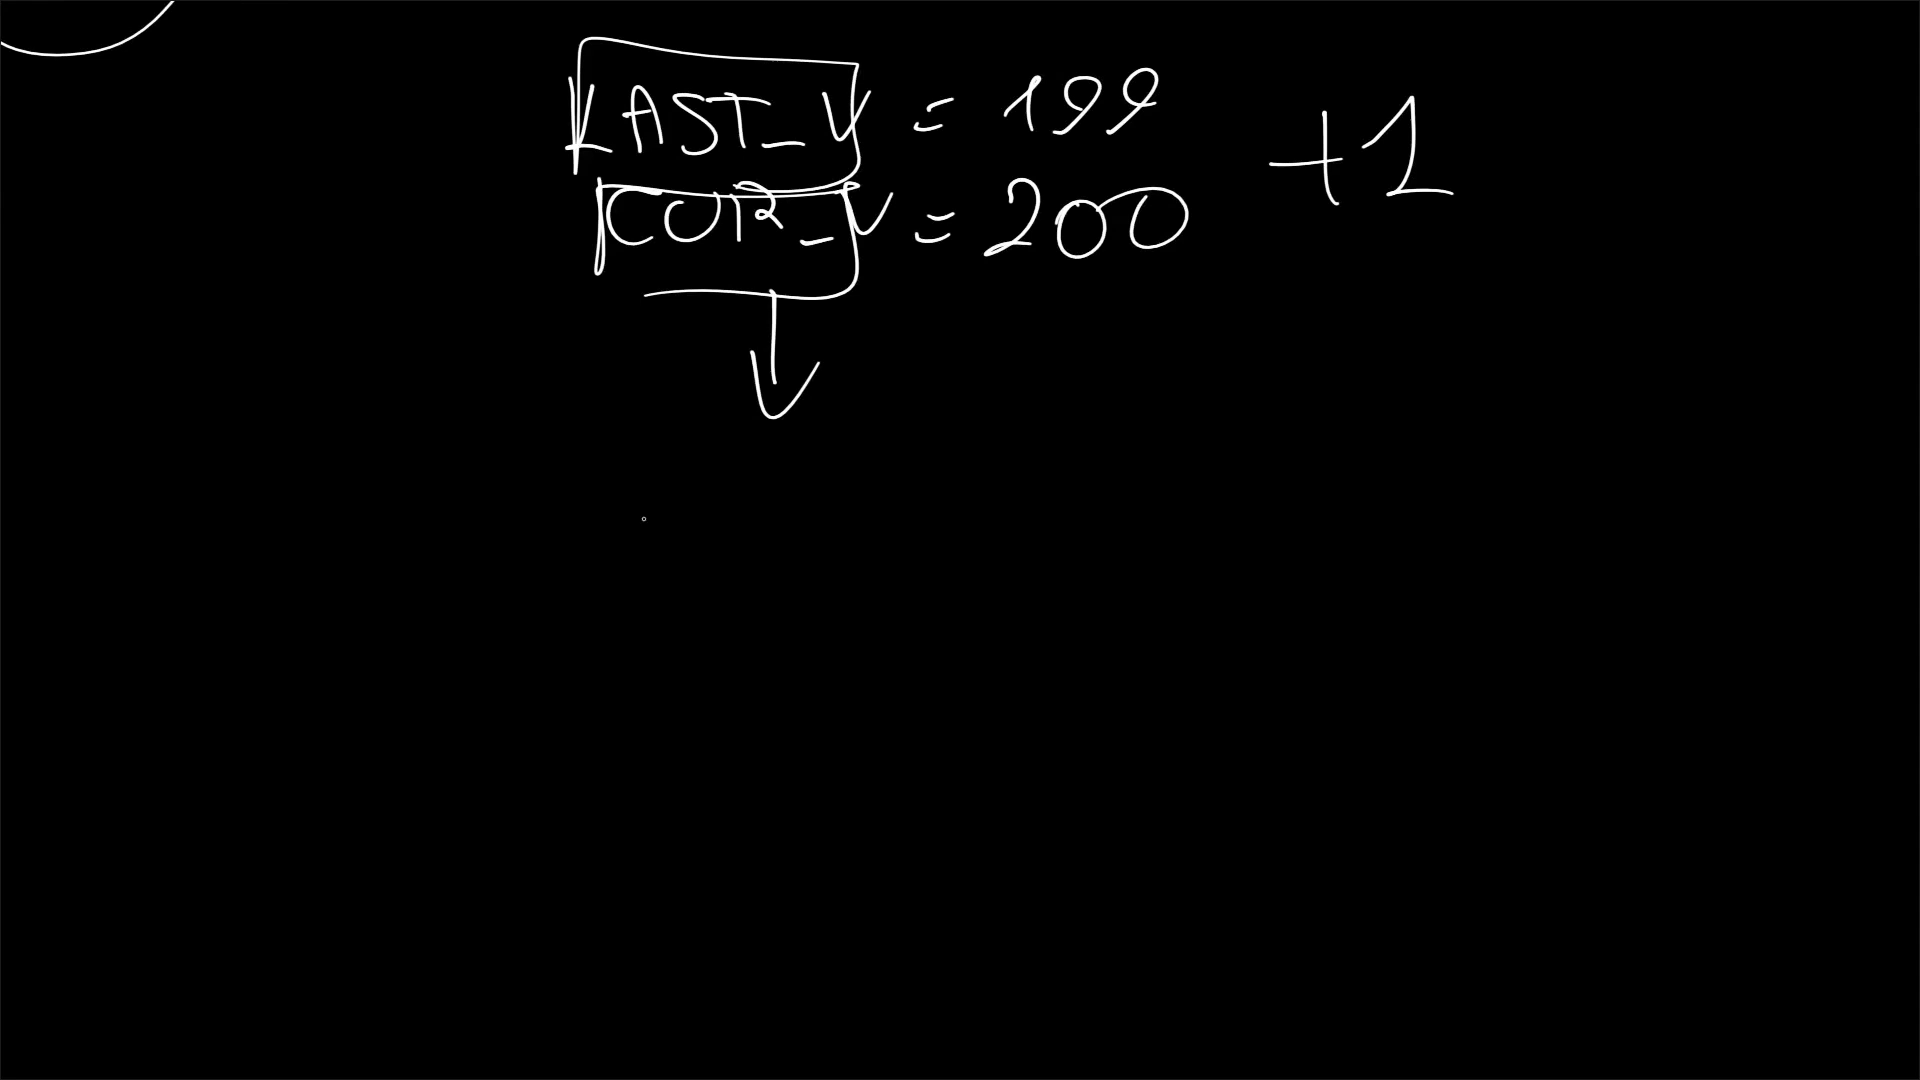 LAST_V = 199
CUR_V = 200
+1